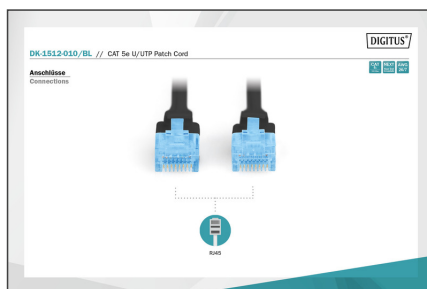 DIGITUS®
DK-1512-010/BL // CAT 5e U/UTP Patch Cord
Anschlüsse
Connections
RJ45